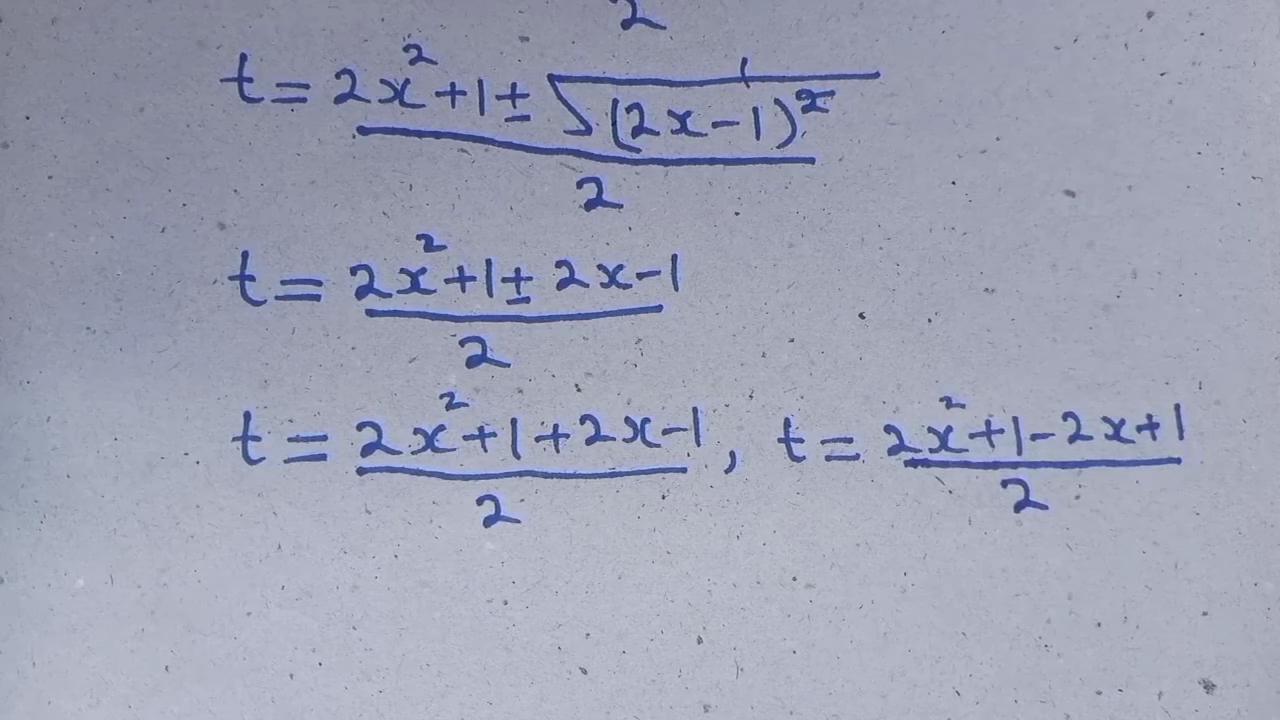 2
t = 2x²+1± √(2x-1)²
2
t = 2x²+1± 2x-1
2
t = 2x²+1+2x-1 , t = 2x²+1-2x+1
2 2